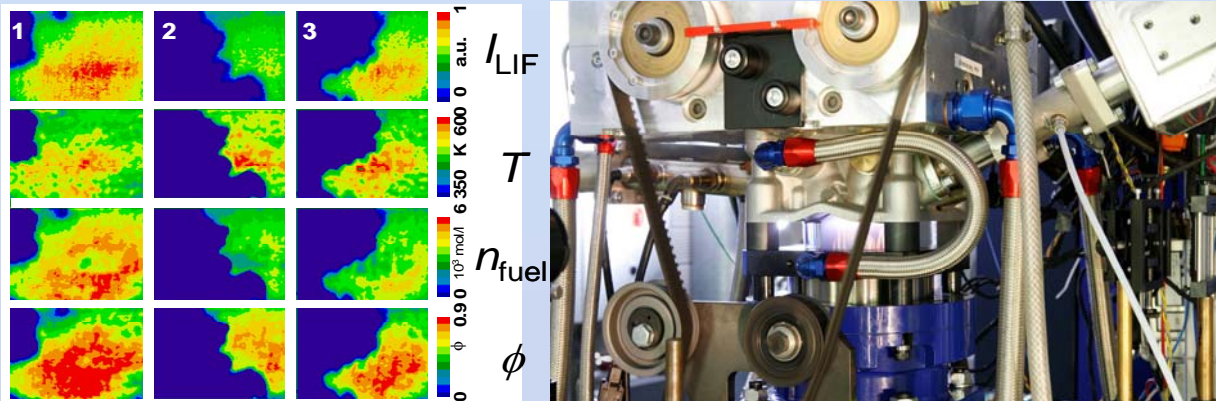 1 2 3
0 a.u. 1
I_LIF
350 K 600
T
0 10³ mol/l 6
n_fuel
0 ϕ 0.9
ϕ